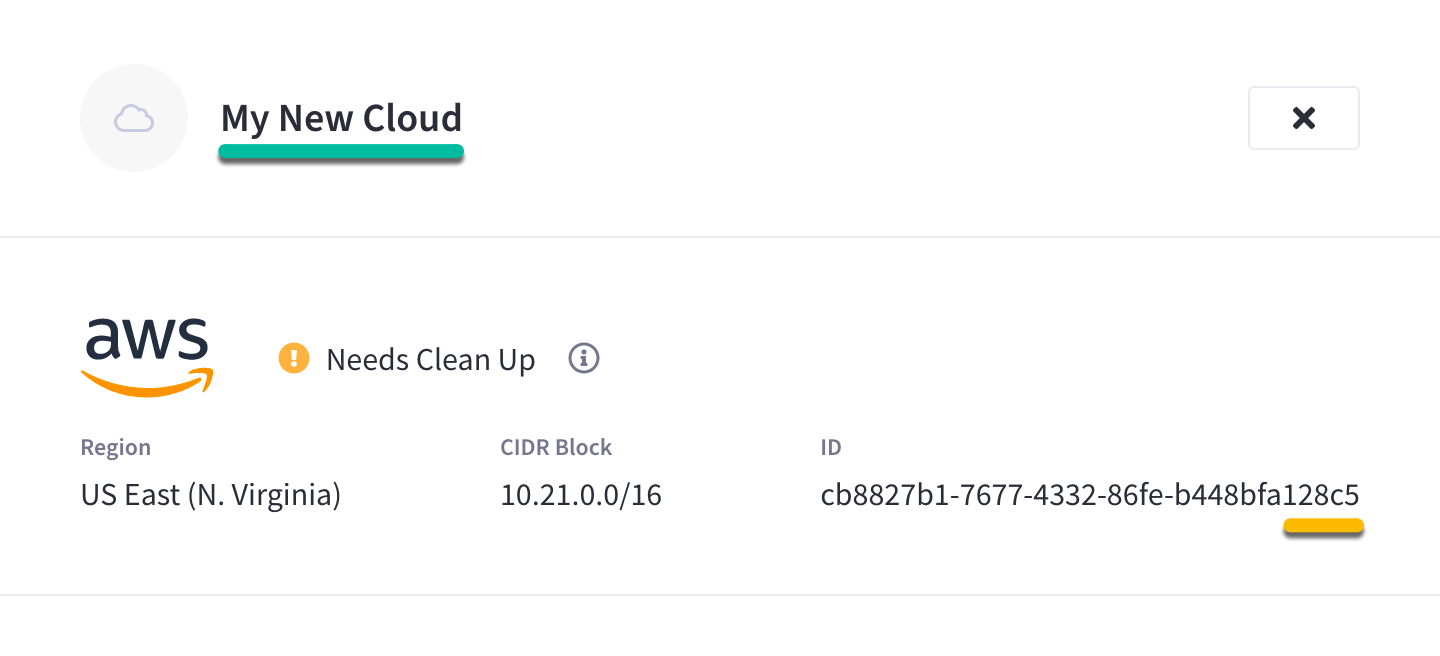 My New Cloud
aws
Needs Clean Up
Region
US East (N. Virginia)
CIDR Block
10.21.0.0/16
ID
cb8827b1-7677-4332-86fe-b448bfa128c5